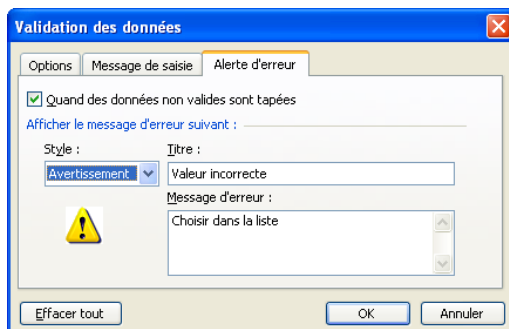 Validation des données
Options Message de saisie Alerte d'erreur
Quand des données non valides sont tapées
Afficher le message d'erreur suivant :
Style : Titre :
Avertissement Valeur incorrecte
Message d'erreur :
Choisir dans la liste
Effacer tout OK Annuler